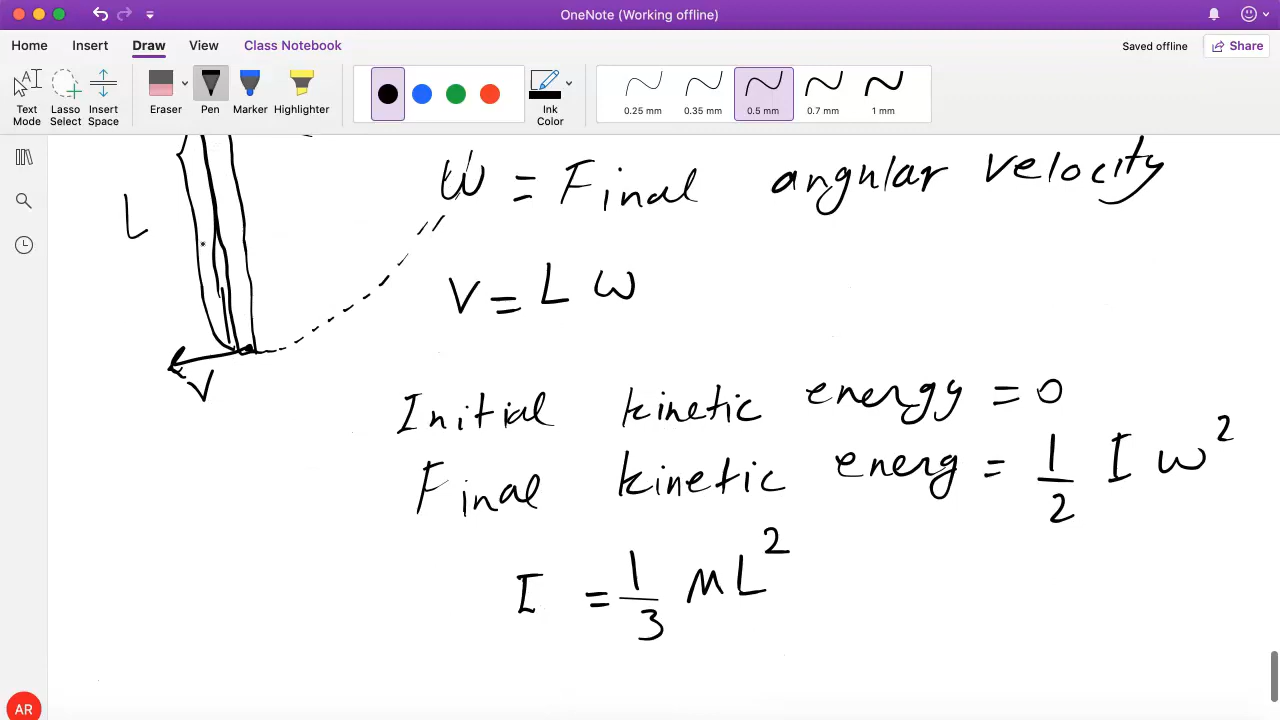 OneNote (Working offline)
Home Insert Draw View Class Notebook Saved offline Share
Text Mode Lasso Select Insert Space Eraser Pen Marker Highlighter Ink Color 0.25 mm 0.35 mm 0.5 mm 0.7 mm 1 mm
ω = Final angular velocity
L
V = L ω
V
Initial kinetic energy = 0
Final kinetic energ = 1/2 I ω²
I = 1/3 ML²
AR